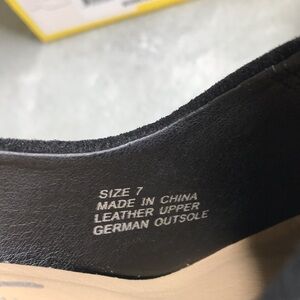 SIZE 7
MADE IN CHINA
LEATHER UPPER
GERMAN OUTSOLE